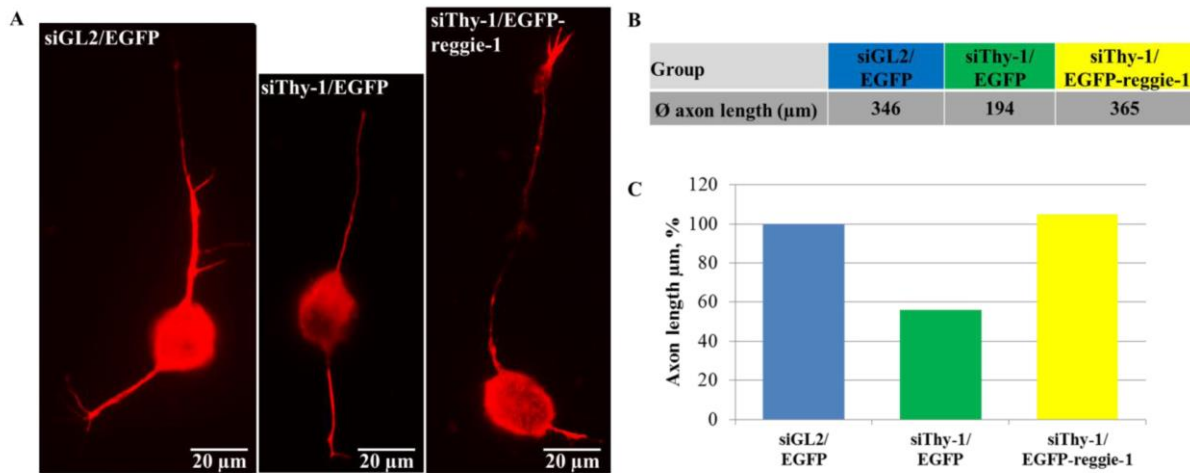 A
siGL2/EGFP
20 µm
siThy-1/EGFP
20 µm
siThy-1/EGFP-
reggie-1
20 µm
B
Group
siGL2/
EGFP
siThy-1/
EGFP
siThy-1/
EGFP-reggie-1
Ø axon length (µm)
346
194
365
C
Axon length µm, %
120
100
80
60
40
20
0
siGL2/
EGFP
siThy-1/
EGFP
siThy-1/
EGFP-reggie-1